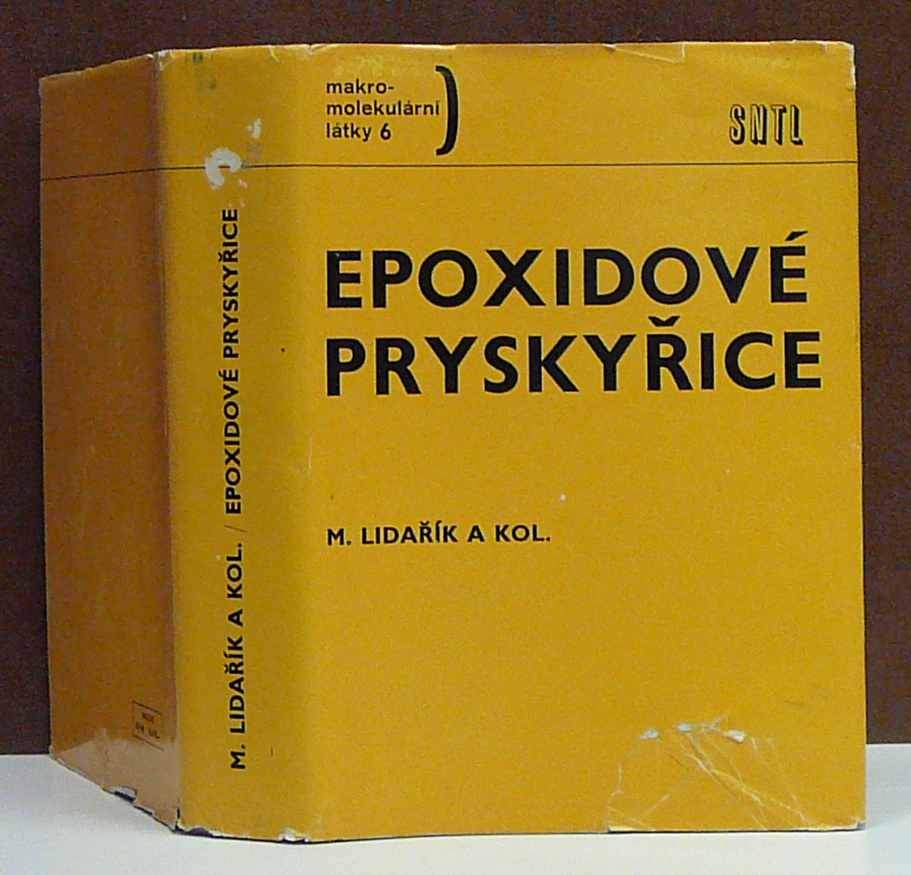 makro-
molekulární
látky 6
SNTL
EPOXIDOVÉ
PRYSKYŘICE
M. LIDAŘÍK A KOL.
M. LIDAŘÍK A KOL. / EPOXIDOVÉ PRYSKYŘICE